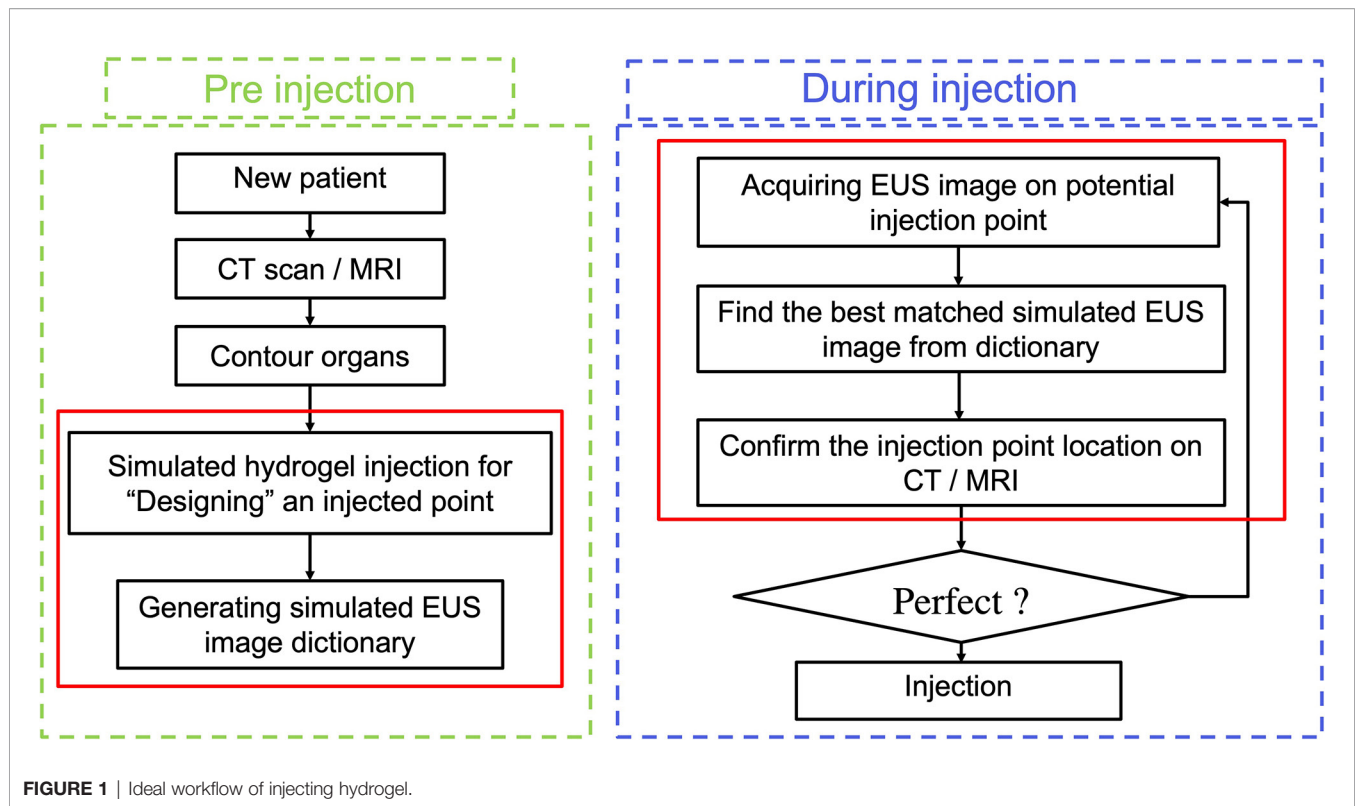 Pre injection
New patient
CT scan / MRI
Contour organs
Simulated hydrogel injection for
“Designing” an injected point
Generating simulated EUS
image dictionary
During injection
Acquiring EUS image on potential
injection point
Find the best matched simulated EUS
image from dictionary
Confirm the injection point location on
CT / MRI
Perfect ?
Injection
FIGURE 1 | Ideal workflow of injecting hydrogel.